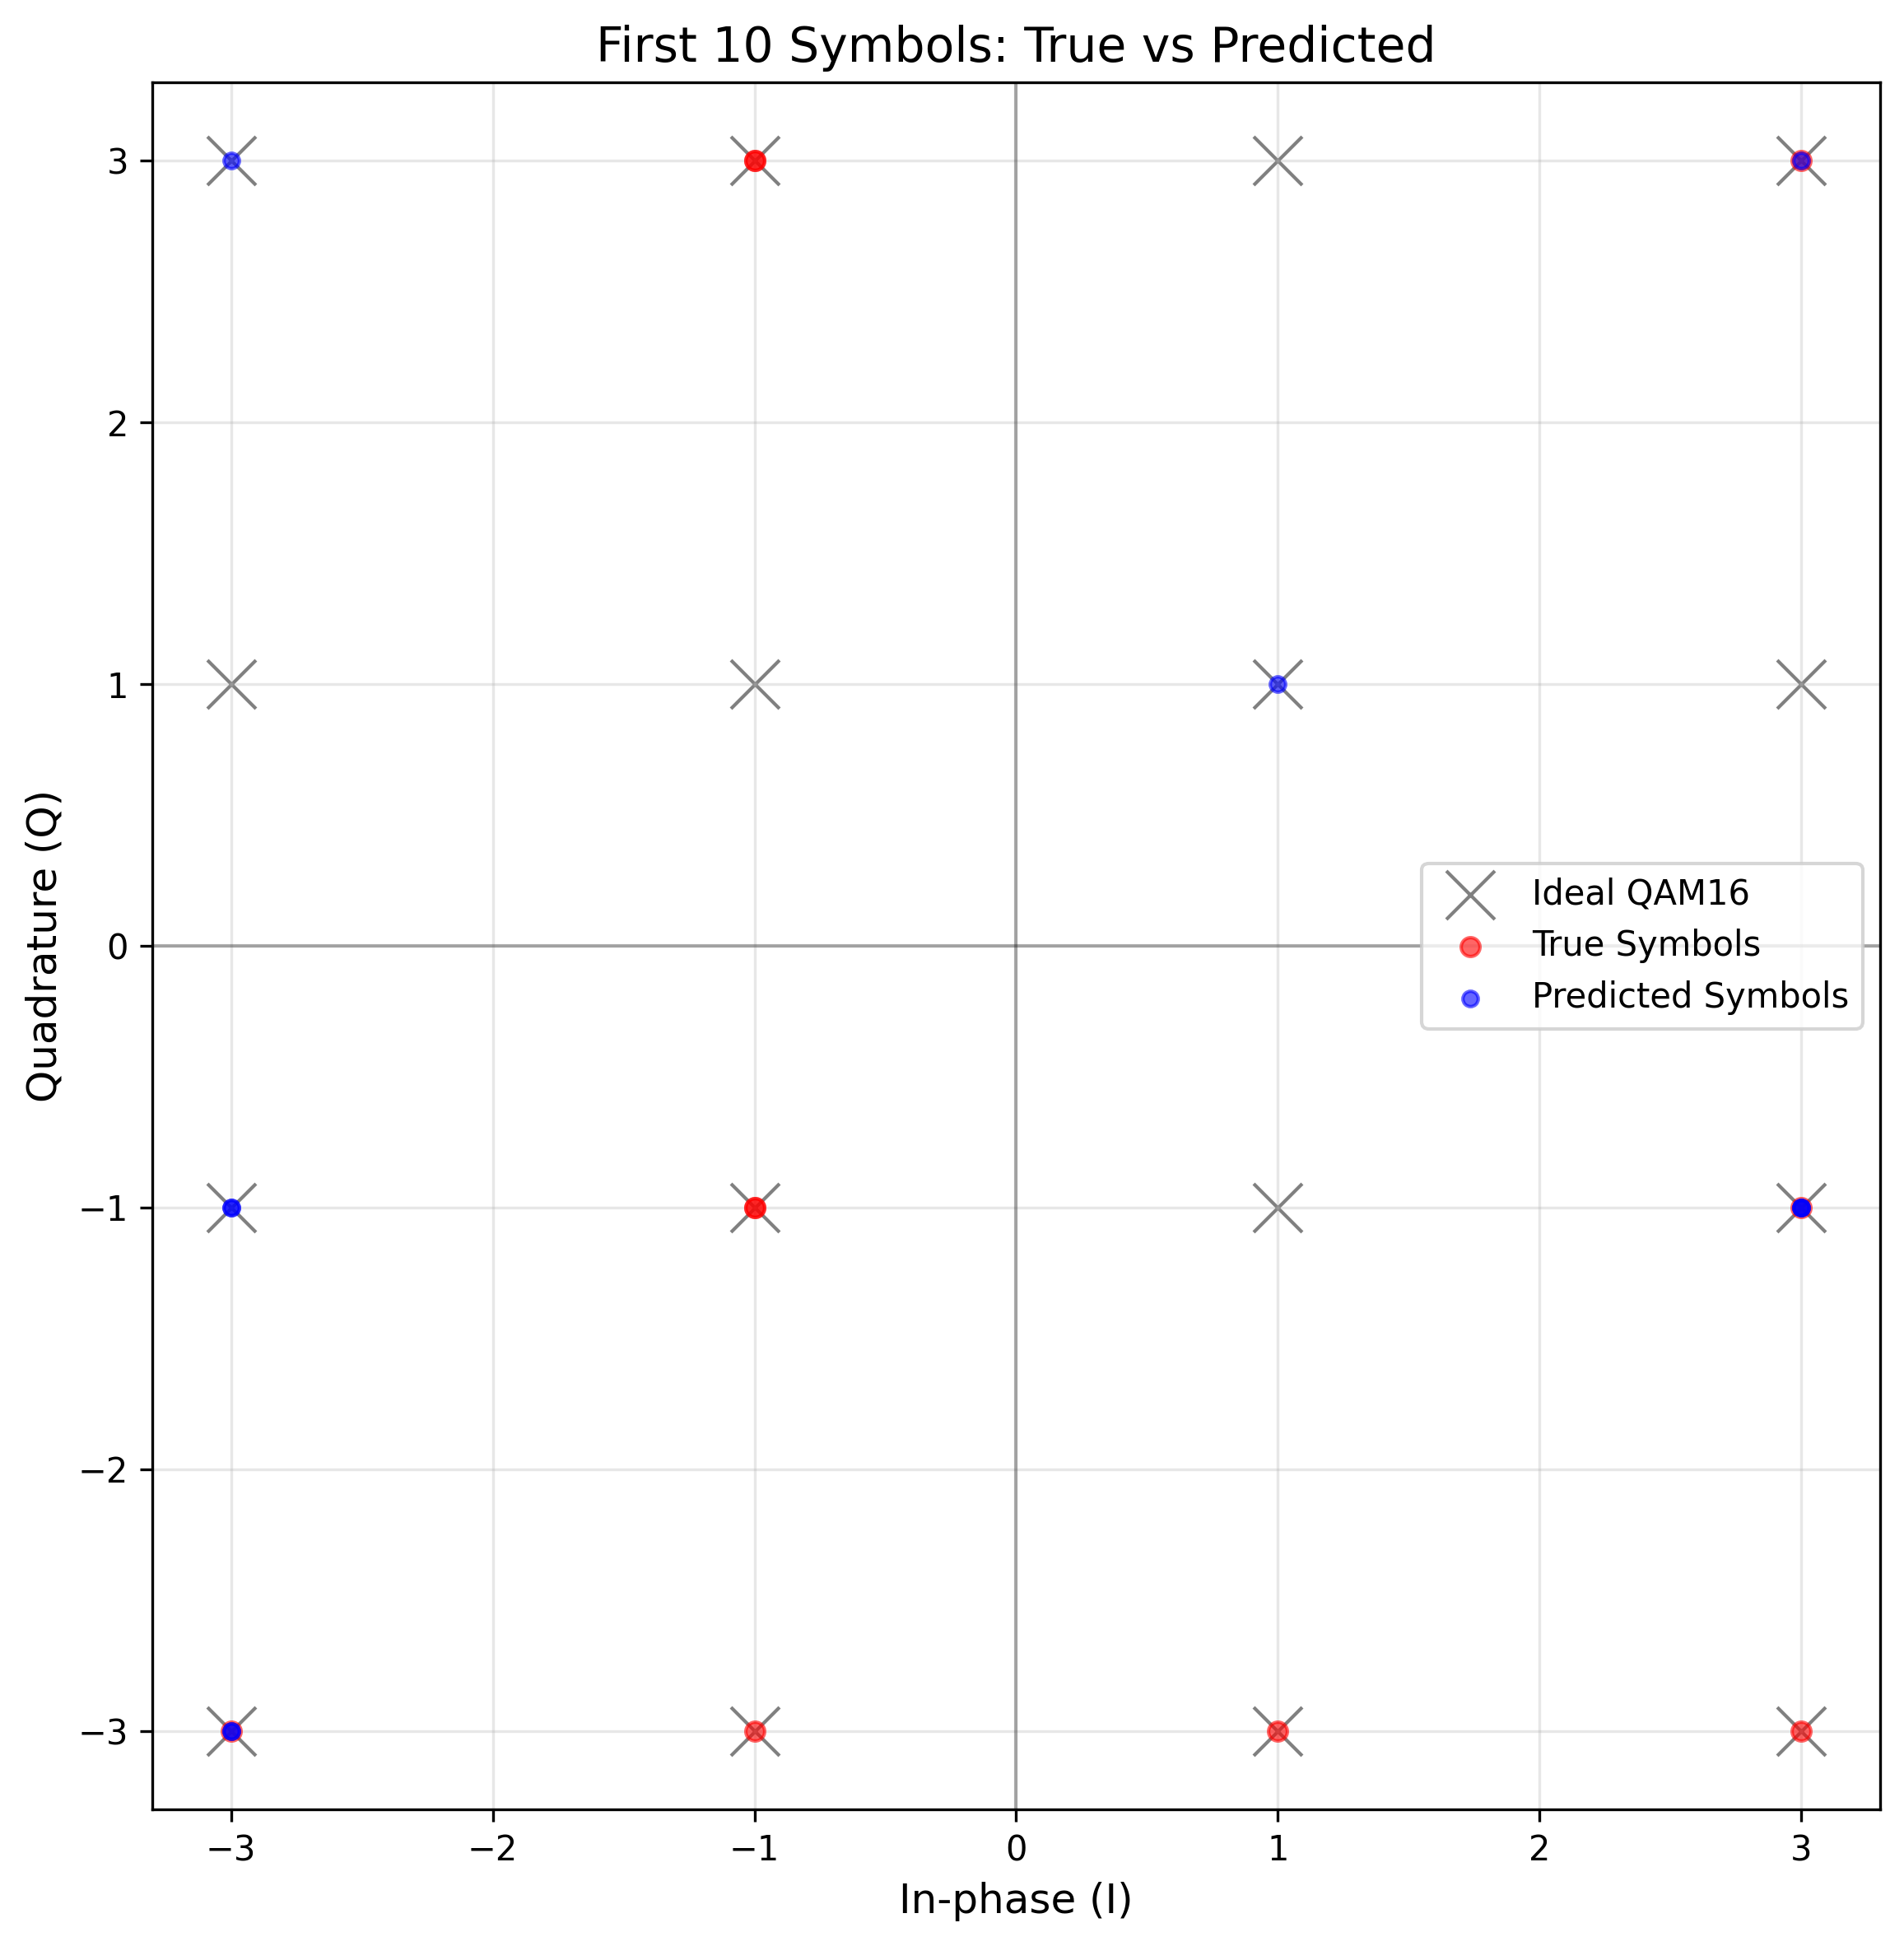 First 10 Symbols: True vs Predicted
3
2
1
0
−1
−2
−3
Quadrature (Q)
Ideal QAM16
True Symbols
Predicted Symbols
−3
−2
−1
0
1
2
3
In-phase (I)